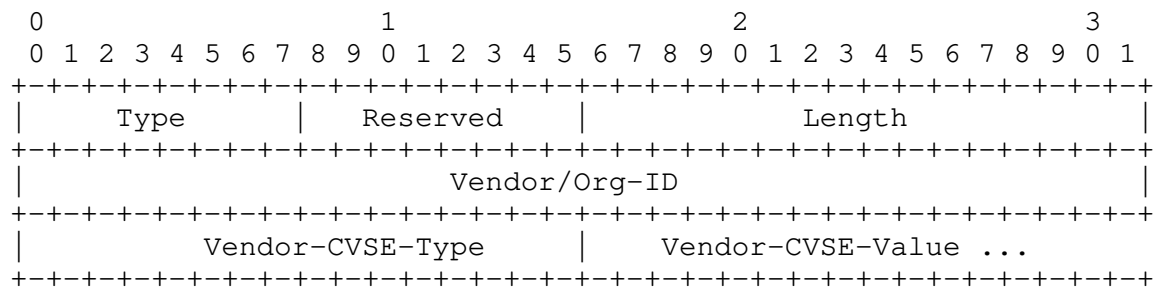 0                   1                   2                   3
 0 1 2 3 4 5 6 7 8 9 0 1 2 3 4 5 6 7 8 9 0 1 2 3 4 5 6 7 8 9 0 1
+-+-+-+-+-+-+-+-+-+-+-+-+-+-+-+-+-+-+-+-+-+-+-+-+-+-+-+-+-+-+-+-+
|     Type      |   Reserved    |            Length             |
+-+-+-+-+-+-+-+-+-+-+-+-+-+-+-+-+-+-+-+-+-+-+-+-+-+-+-+-+-+-+-+-+
|                        Vendor/Org-ID                          |
+-+-+-+-+-+-+-+-+-+-+-+-+-+-+-+-+-+-+-+-+-+-+-+-+-+-+-+-+-+-+-+-+
|          Vendor-CVSE-Type     |    Vendor-CVSE-Value ...
+-+-+-+-+-+-+-+-+-+-+-+-+-+-+-+-+-+-+-+-+-+-+-+-+-+-+-+-+-+-+-+-+